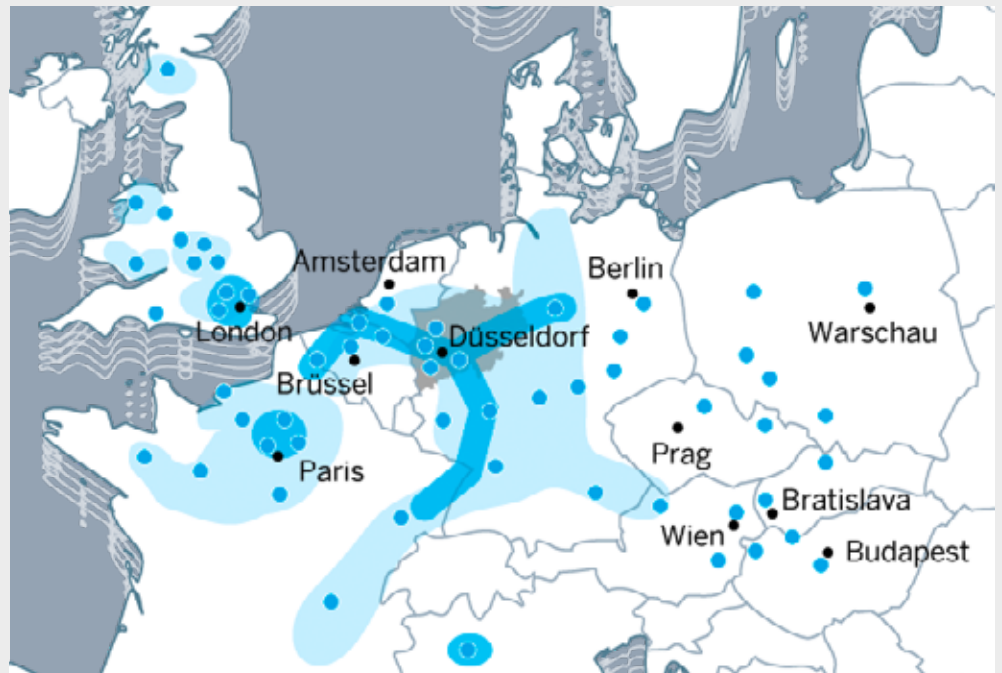 Amsterdam
Berlin
London
Düsseldorf
Warschau
Brüssel
Prag
Paris
Bratislava
Wien
Budapest